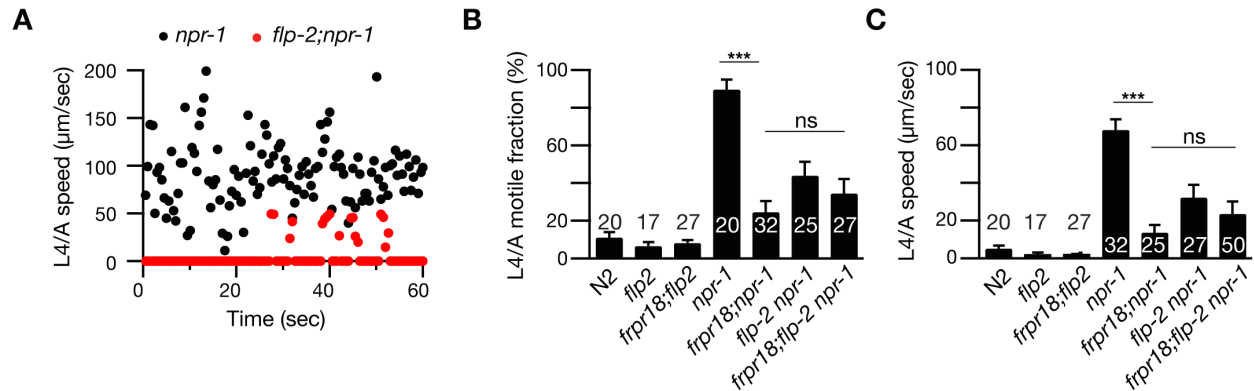 A
npr-1
flp-2;npr-1
L4/A speed (µm/sec)
200
150
100
50
0
0
20
40
60
Time (sec)
B
L4/A motile fraction (%)
100
60
20
0
20
17
27
20
32
25
27
***
ns
N2
flp2
frpr18;flp2
npr-1
frpr18;npr-1
flp-2 npr-1
frpr18;flp-2 npr-1
C
L4/A speed (µm/sec)
100
60
20
0
20
17
27
32
25
27
50
***
ns
N2
flp2
frpr18;flp2
npr-1
frpr18;npr-1
flp-2 npr-1
frpr18;flp-2 npr-1